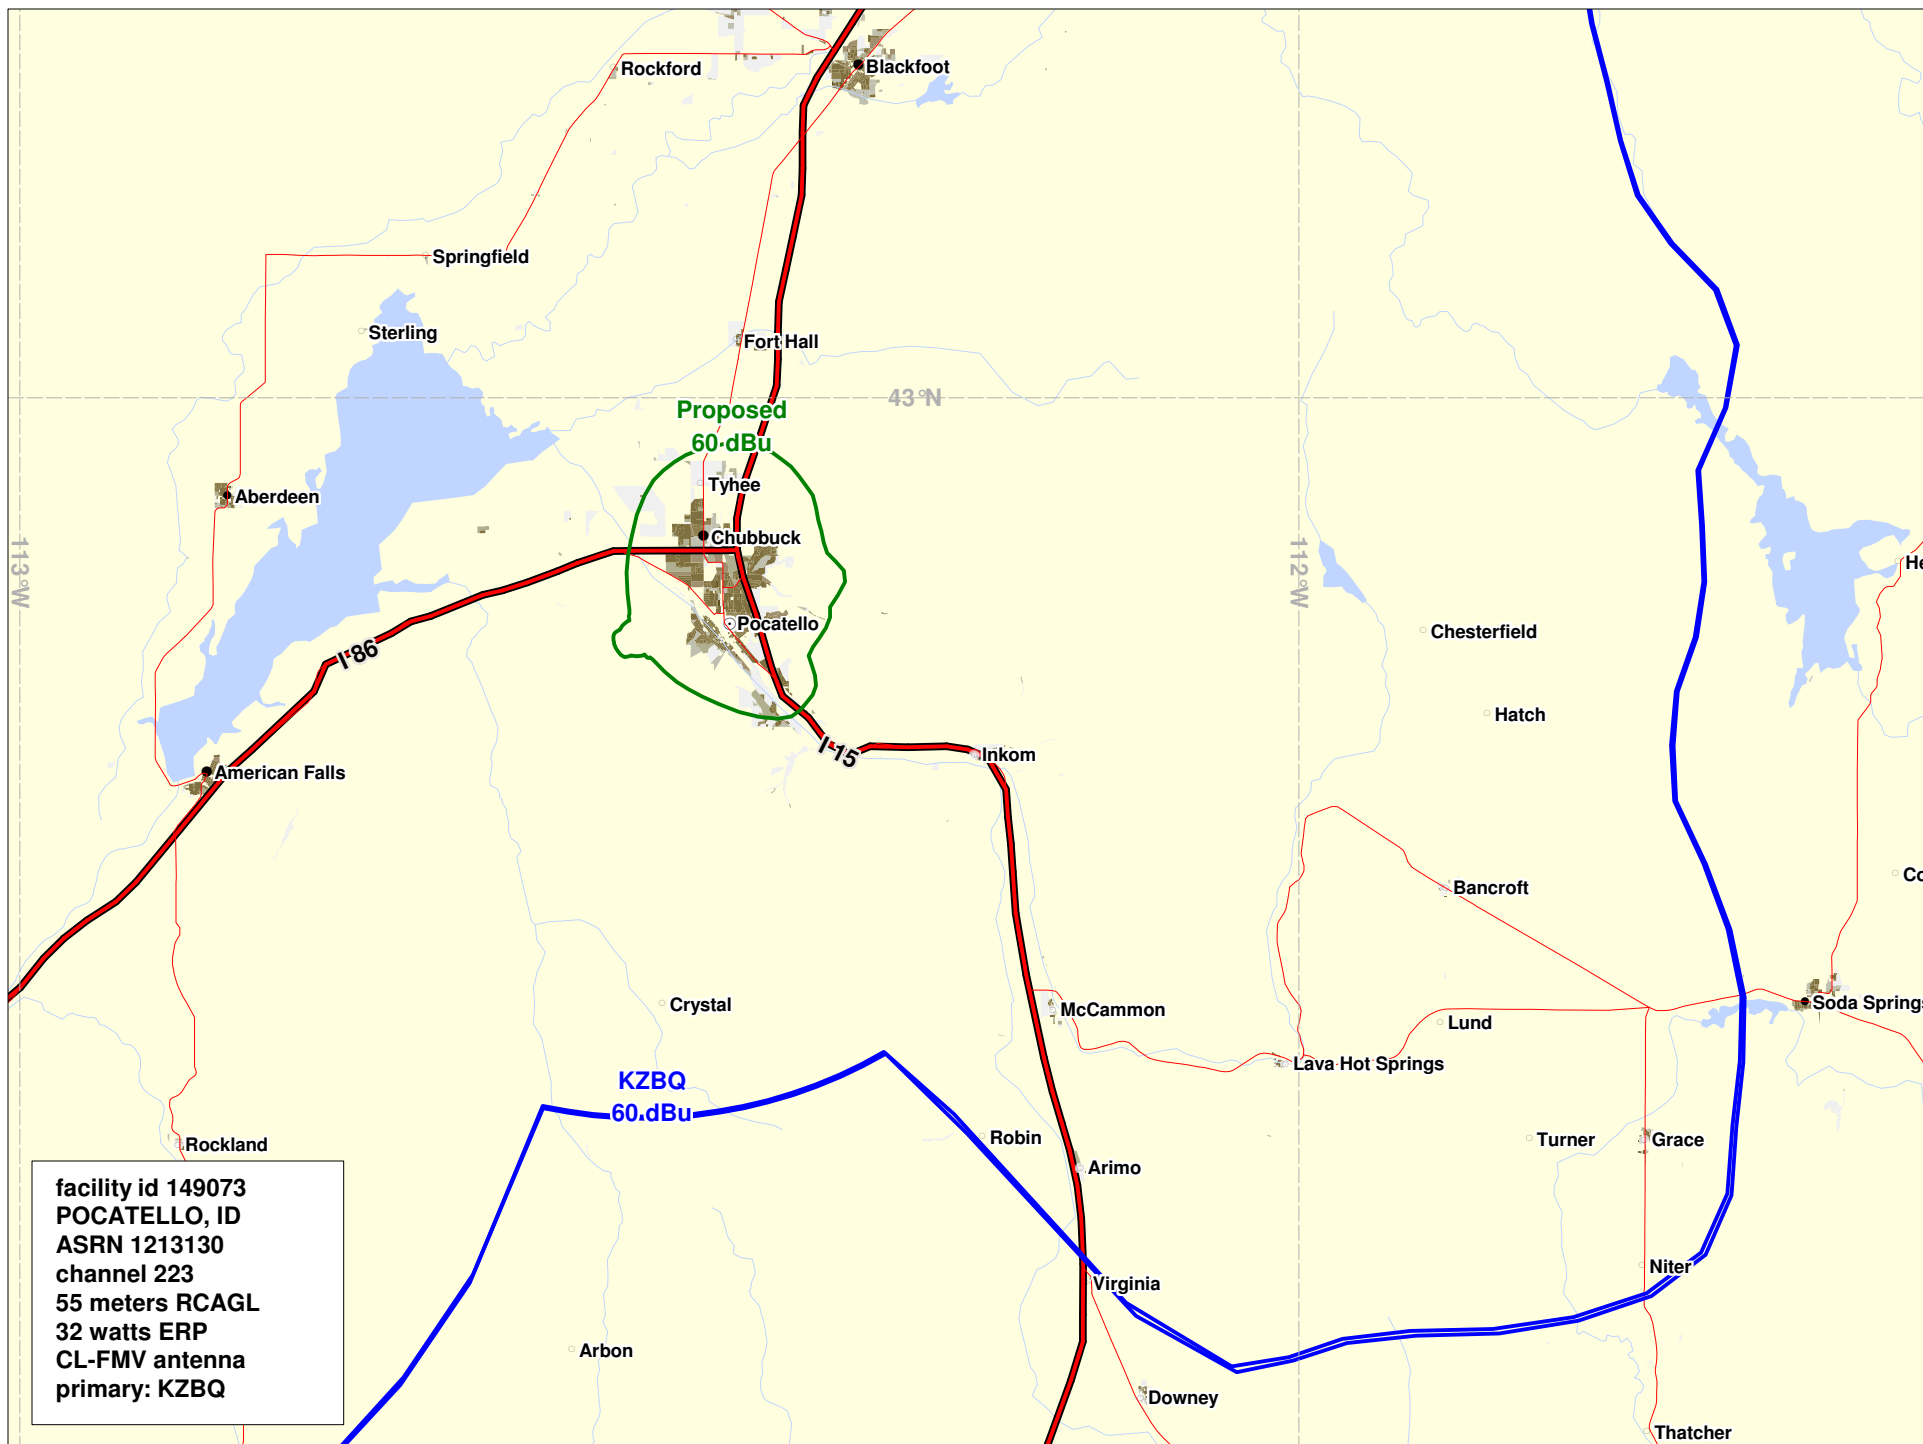 Blackfoot
Rockford
Springfield
Sterling
Fort Hall
43°N
Proposed
60 dBu
Tyhee
Aberdeen
Chubbuck
113°W
112°W
He
Pocatello
Chesterfield
I 86
Hatch
I 15
Inkom
American Falls
Co
Bancroft
Crystal
McCammon
Soda Springs
Lund
Lava Hot Springs
KZBQ
60 dBu
Rockland
Robin
Turner
Grace
Arimo
Niter
Virginia
Arbon
Downey
Thatcher
facility id 149073
POCATELLO, ID
ASRN 1213130
channel 223
55 meters RCAGL
32 watts ERP
CL-FMV antenna
primary: KZBQ